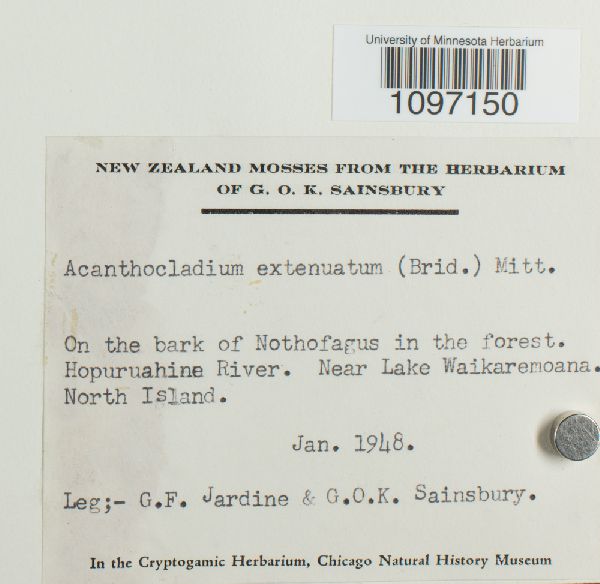 University of Minnesota Herbarium
1097150
NEW ZEALAND MOSSES FROM THE HERBARIUM
OF G. O. K. SAINSBURY
Acanthocladium extenuatum (Brid.) Mitt.
On the bark of Nothofagus in the forest.
Hopuruahine River. Near Lake Waikaremoana.
North Island.
Jan. 1948.
Leg;- G.F. Jardine & G.O.K. Sainsbury.
In the Cryptogamic Herbarium, Chicago Natural History Museum